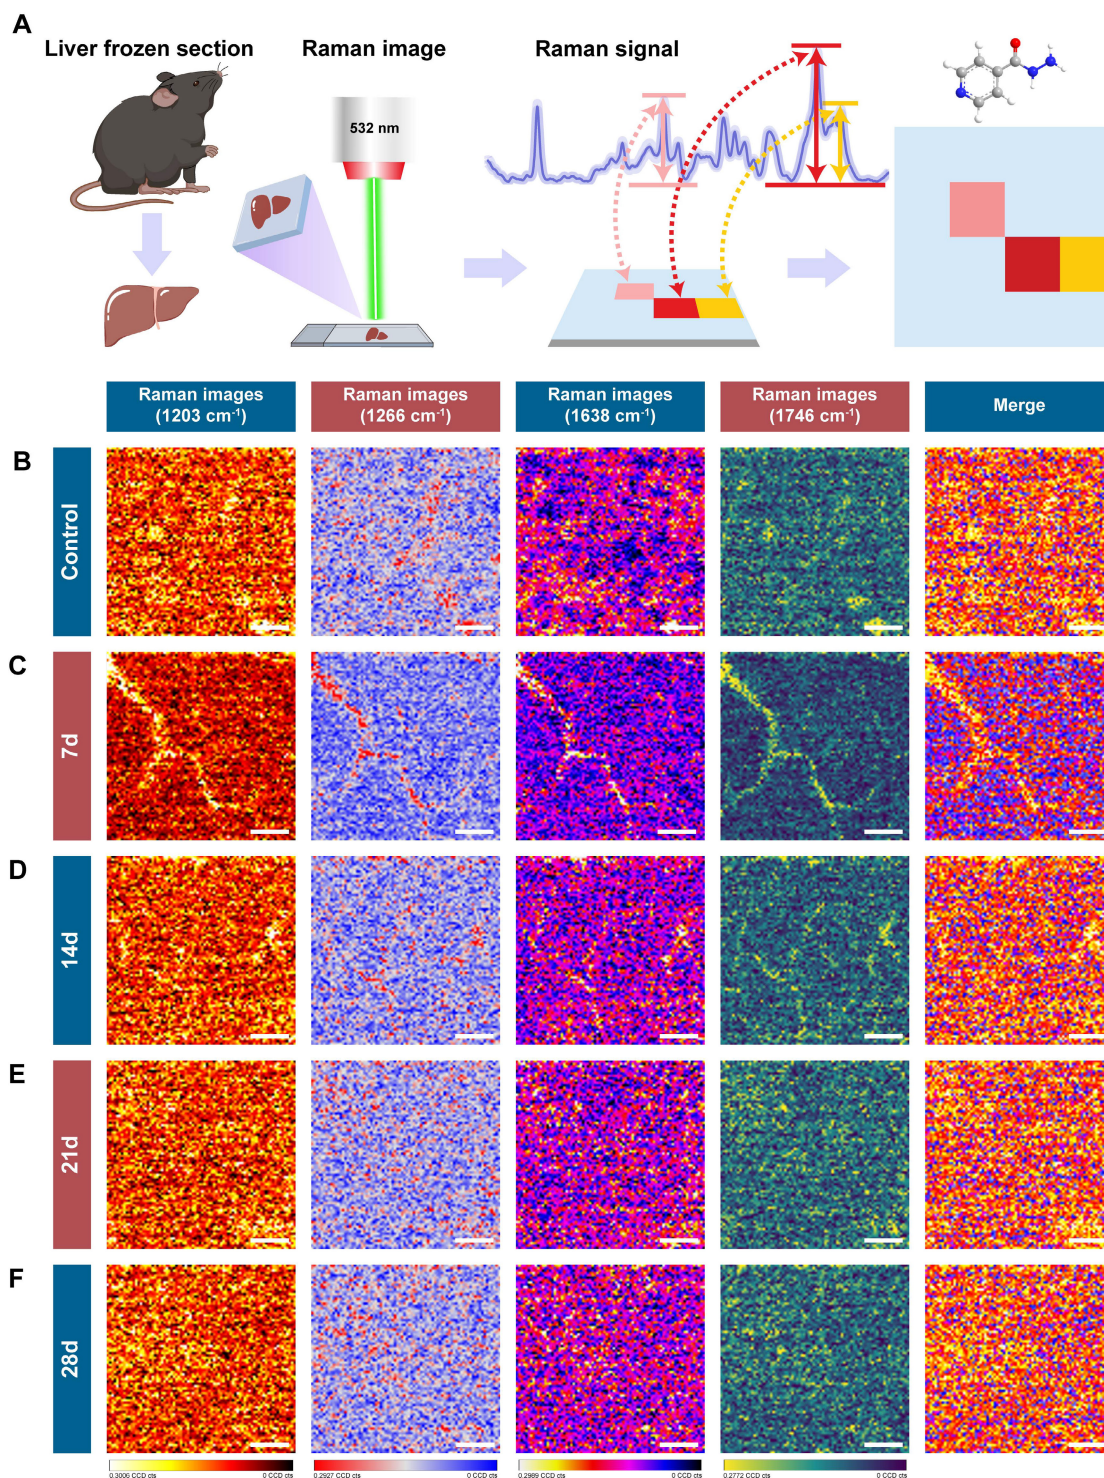 A
Liver frozen section
Raman image
Raman signal
532 nm
Raman images
(1203 cm⁻¹)
Raman images
(1266 cm⁻¹)
Raman images
(1638 cm⁻¹)
Raman images
(1746 cm⁻¹)
Merge
B
Control
C
7d
D
14d
E
21d
F
28d
0.3006 CCD cts
0 CCD cts
0.2927 CCD cts
0 CCD cts
0.2989 CCD cts
0 CCD cts
0.2772 CCD cts
0 CCD cts